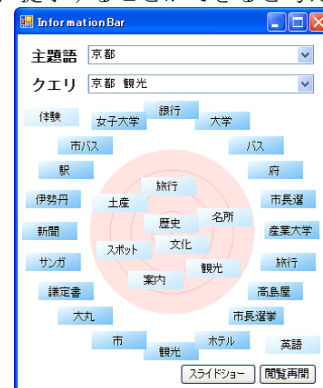 InformationBar
主題語 京都
クエリ 京都 観光
体験 女子大学 銀行 大学
市バス バス
駅 旅行 府
伊勢丹 土産 名所 市長選
新聞 歴史 産業大学
サンガ スポット 文化 旅行
謙定書 案内 観光 高島屋
大丸 市長選挙
市 観光 ホテル 英語
スライドショー 閲覧再開